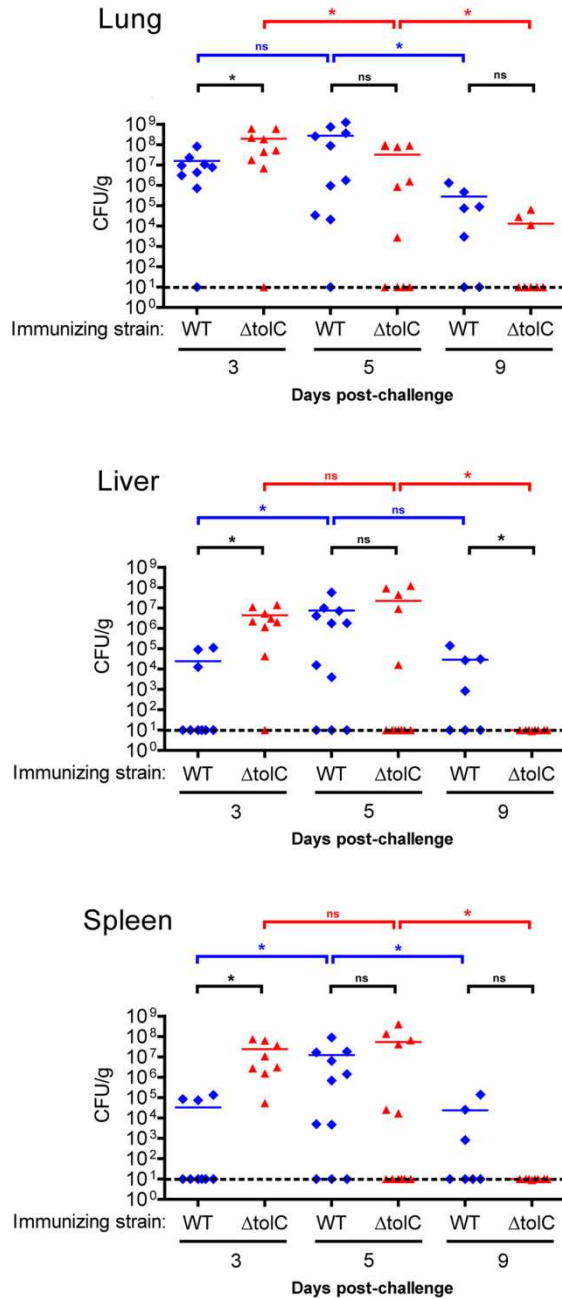 Lung
* *
ns *
* ns ns
10⁹
10⁸
10⁷
10⁶
10⁵
10⁴
10³
10²
10¹
10⁰
CFU/g
Immunizing strain: WT ΔtolC WT ΔtolC WT ΔtolC
3 5 9
Days post-challenge
Liver
ns *
* ns
* ns *
10⁹
10⁸
10⁷
10⁶
10⁵
10⁴
10³
10²
10¹
10⁰
CFU/g
Immunizing strain: WT ΔtolC WT ΔtolC WT ΔtolC
3 5 9
Days post-challenge
Spleen
ns *
* *
* ns ns
10⁹
10⁸
10⁷
10⁶
10⁵
10⁴
10³
10²
10¹
10⁰
CFU/g
Immunizing strain: WT ΔtolC WT ΔtolC WT ΔtolC
3 5 9
Days post-challenge